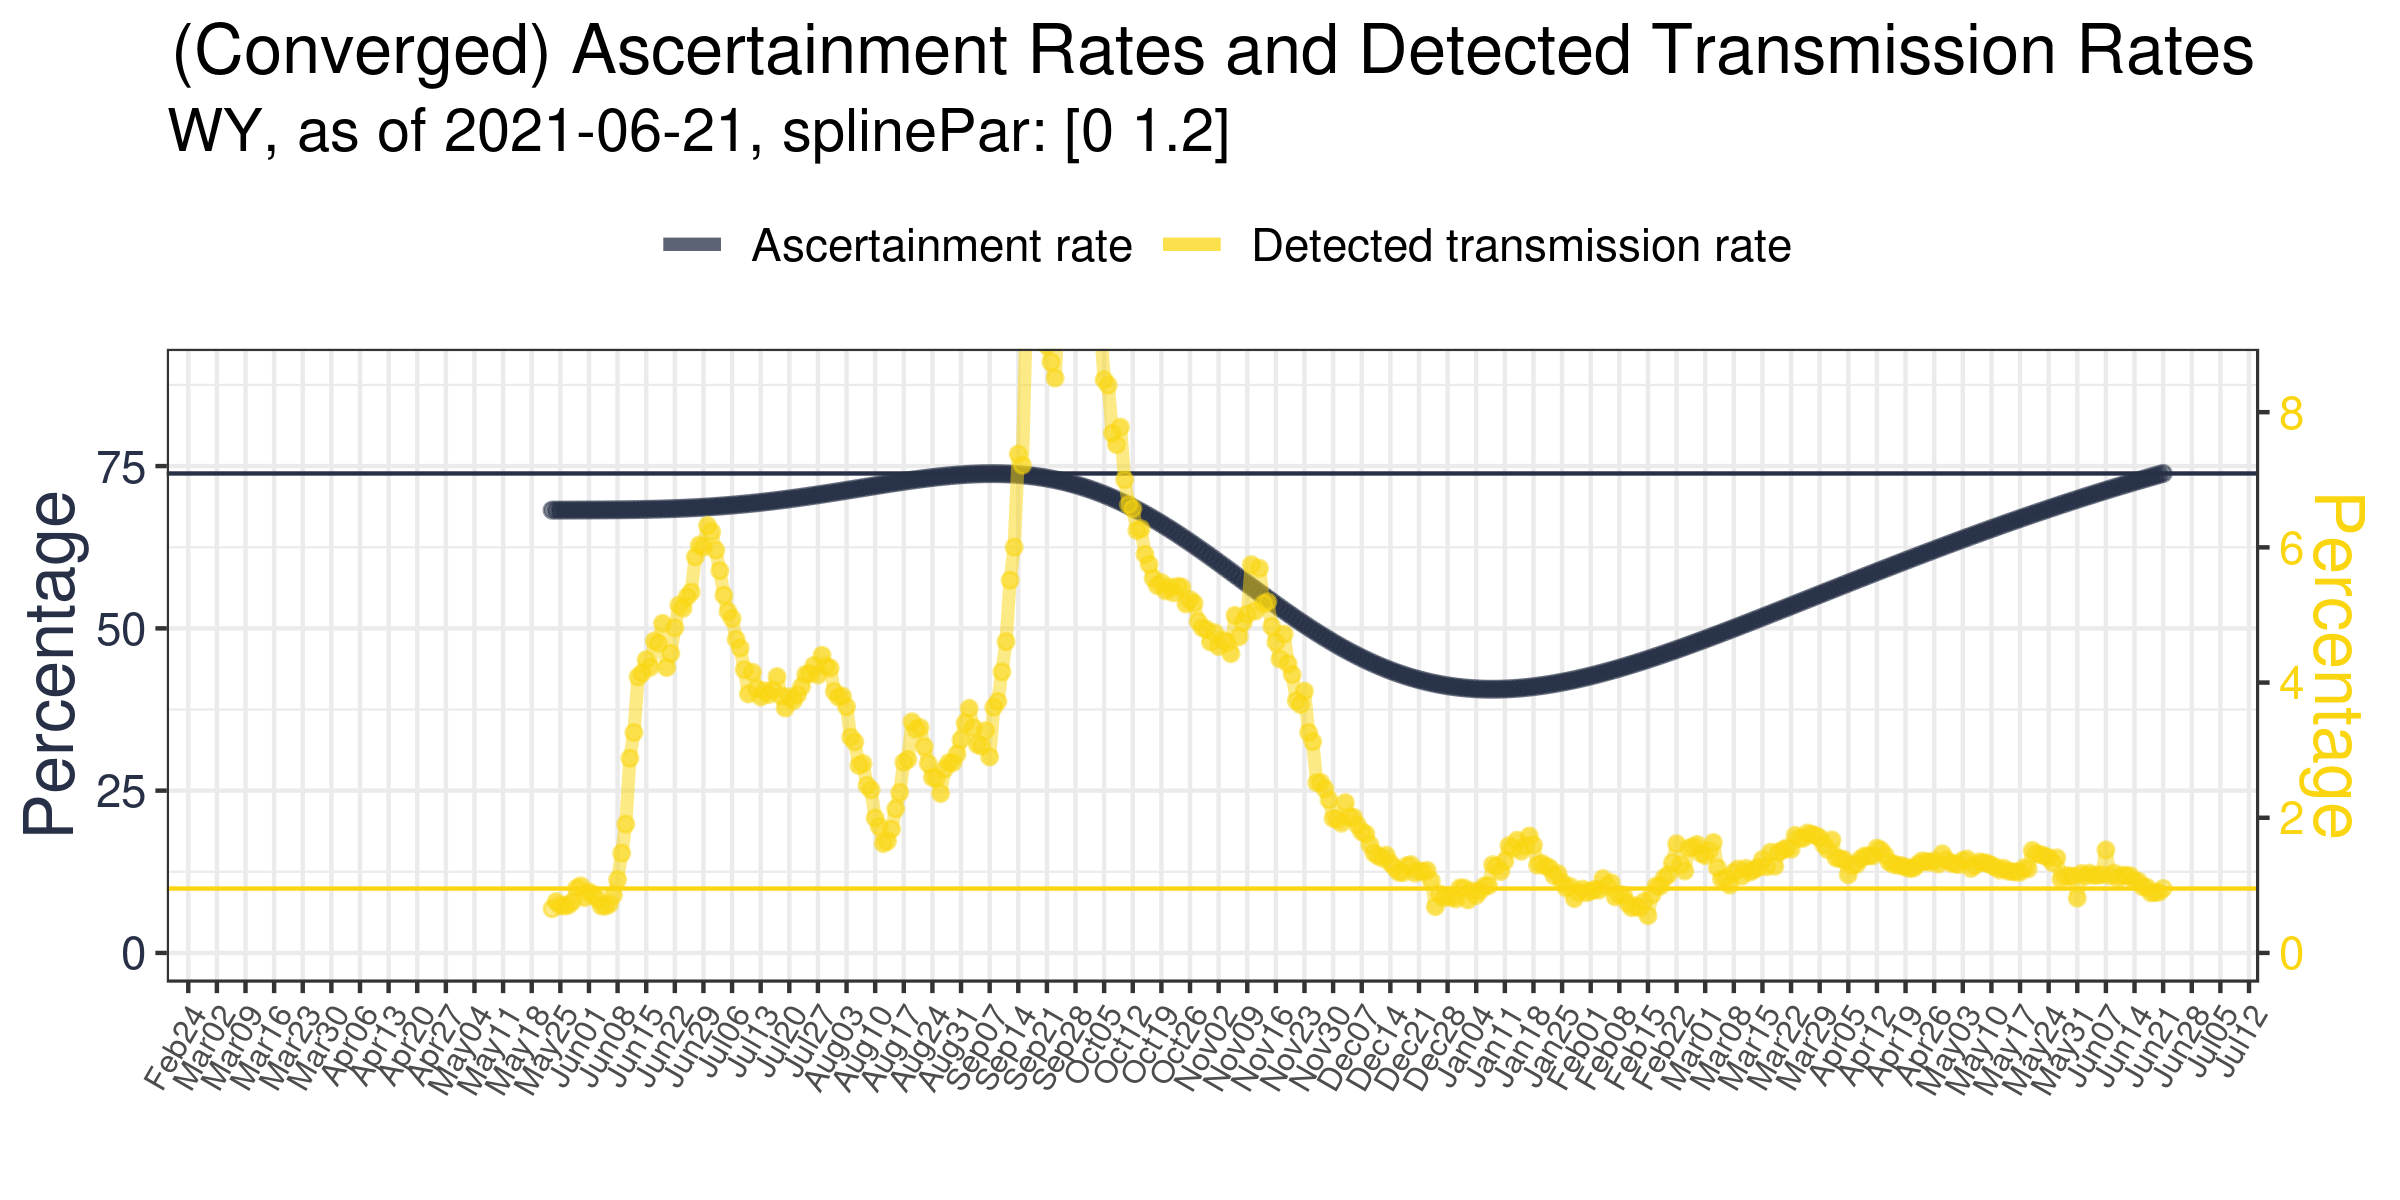 (Converged) Ascertainment Rates and Detected Transmission Rates
WY, as of 2021-06-21, splinePar: [0 1.2]
Ascertainment rate
Detected transmission rate
Percentage
75
50
25
0
8
6
4
2
0
Percentage
Feb24
Mar02
Mar09
Mar16
Mar23
Mar30
Apr06
Apr13
Apr20
Apr27
May04
May11
May18
May25
Jun01
Jun08
Jun15
Jun22
Jun29
Jul06
Jul13
Jul20
Jul27
Aug03
Aug10
Aug17
Aug24
Aug31
Sep07
Sep14
Sep21
Sep28
Oct05
Oct12
Oct19
Oct26
Nov02
Nov09
Nov16
Nov23
Nov30
Dec07
Dec14
Dec21
Dec28
Jan04
Jan11
Jan18
Jan25
Feb01
Feb08
Feb15
Feb22
Mar01
Mar08
Mar15
Mar22
Mar29
Apr05
Apr12
Apr19
Apr26
May03
May10
May17
May24
May31
Jun07
Jun14
Jun21
Jun28
Jul05
Jul12